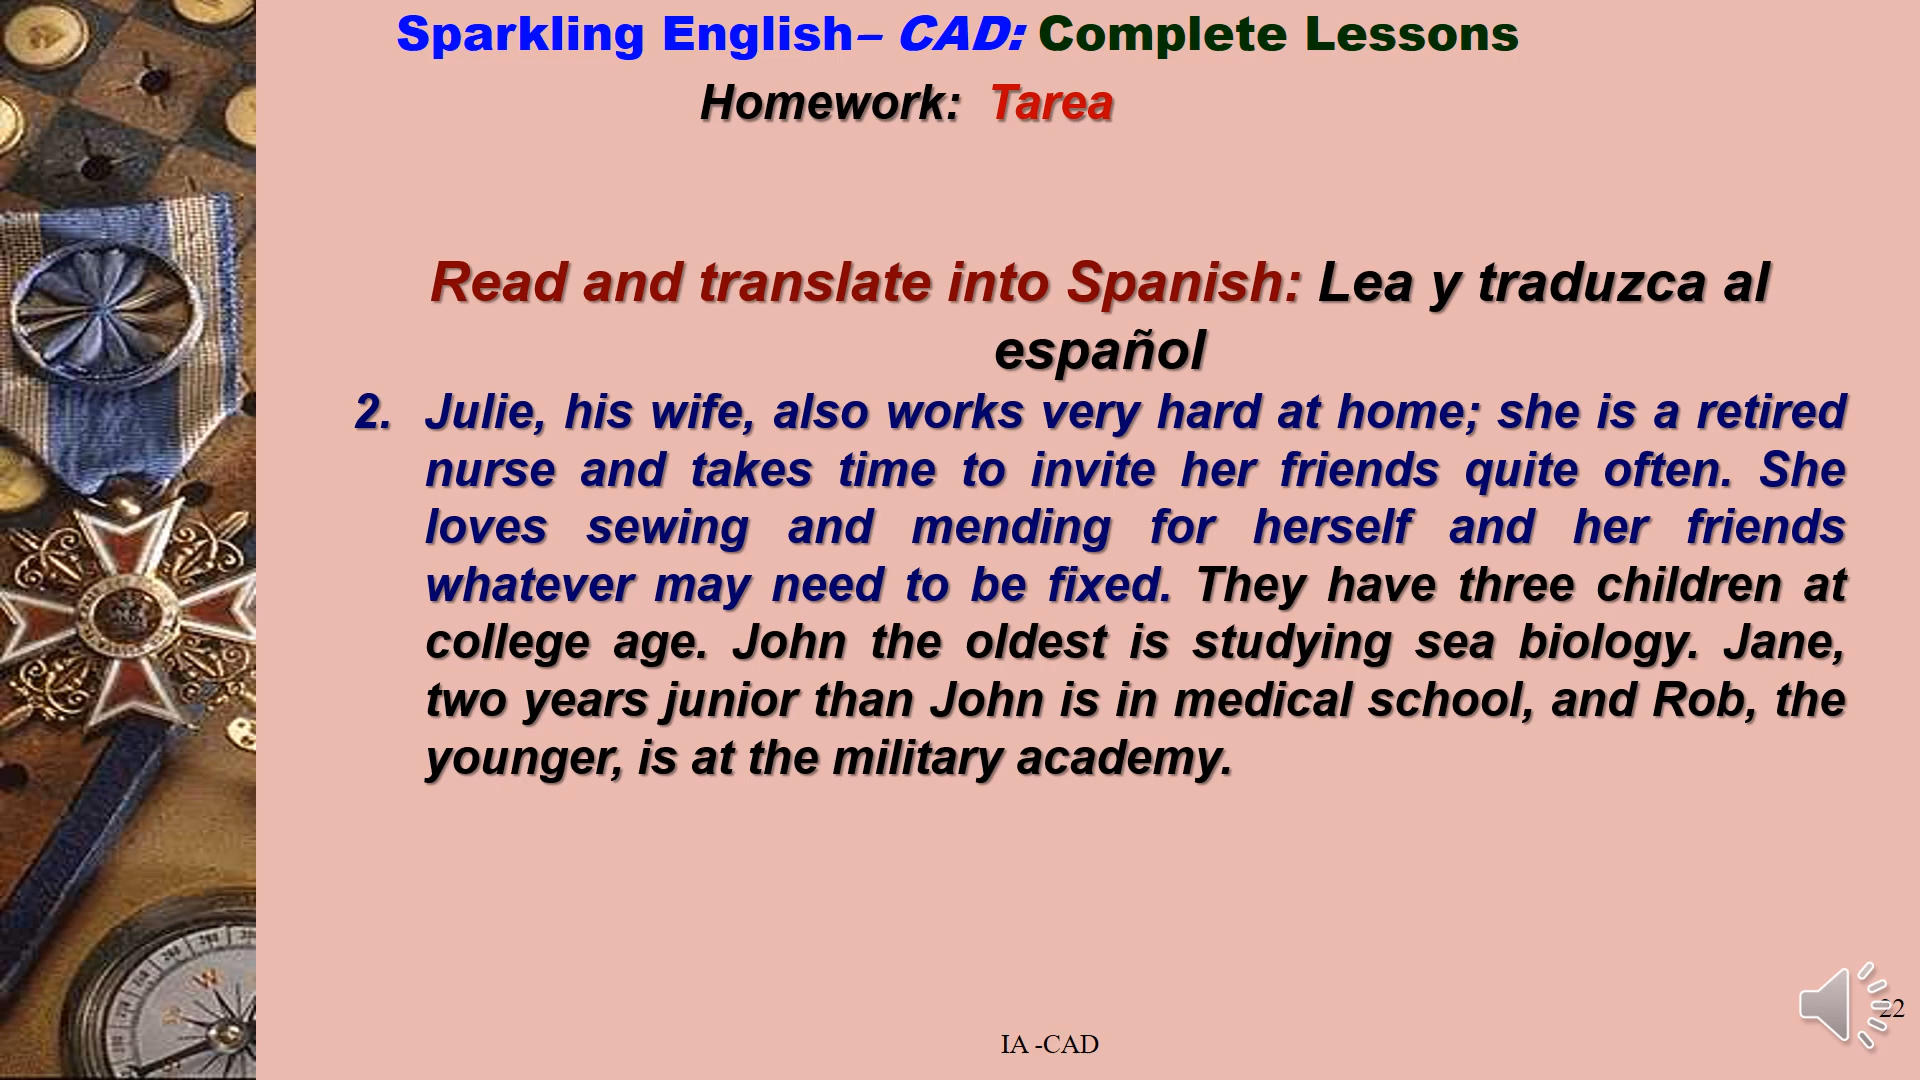 Sparkling English– CAD: Complete Lessons
Homework: Tarea
Read and translate into Spanish: Lea y traduzca al
español
2. Julie, his wife, also works very hard at home; she is a retired
nurse and takes time to invite her friends quite often. She
loves sewing and mending for herself and her friends
whatever may need to be fixed. They have three children at
college age. John the oldest is studying sea biology. Jane,
two years junior than John is in medical school, and Rob, the
younger, is at the military academy.
22
IA -CAD